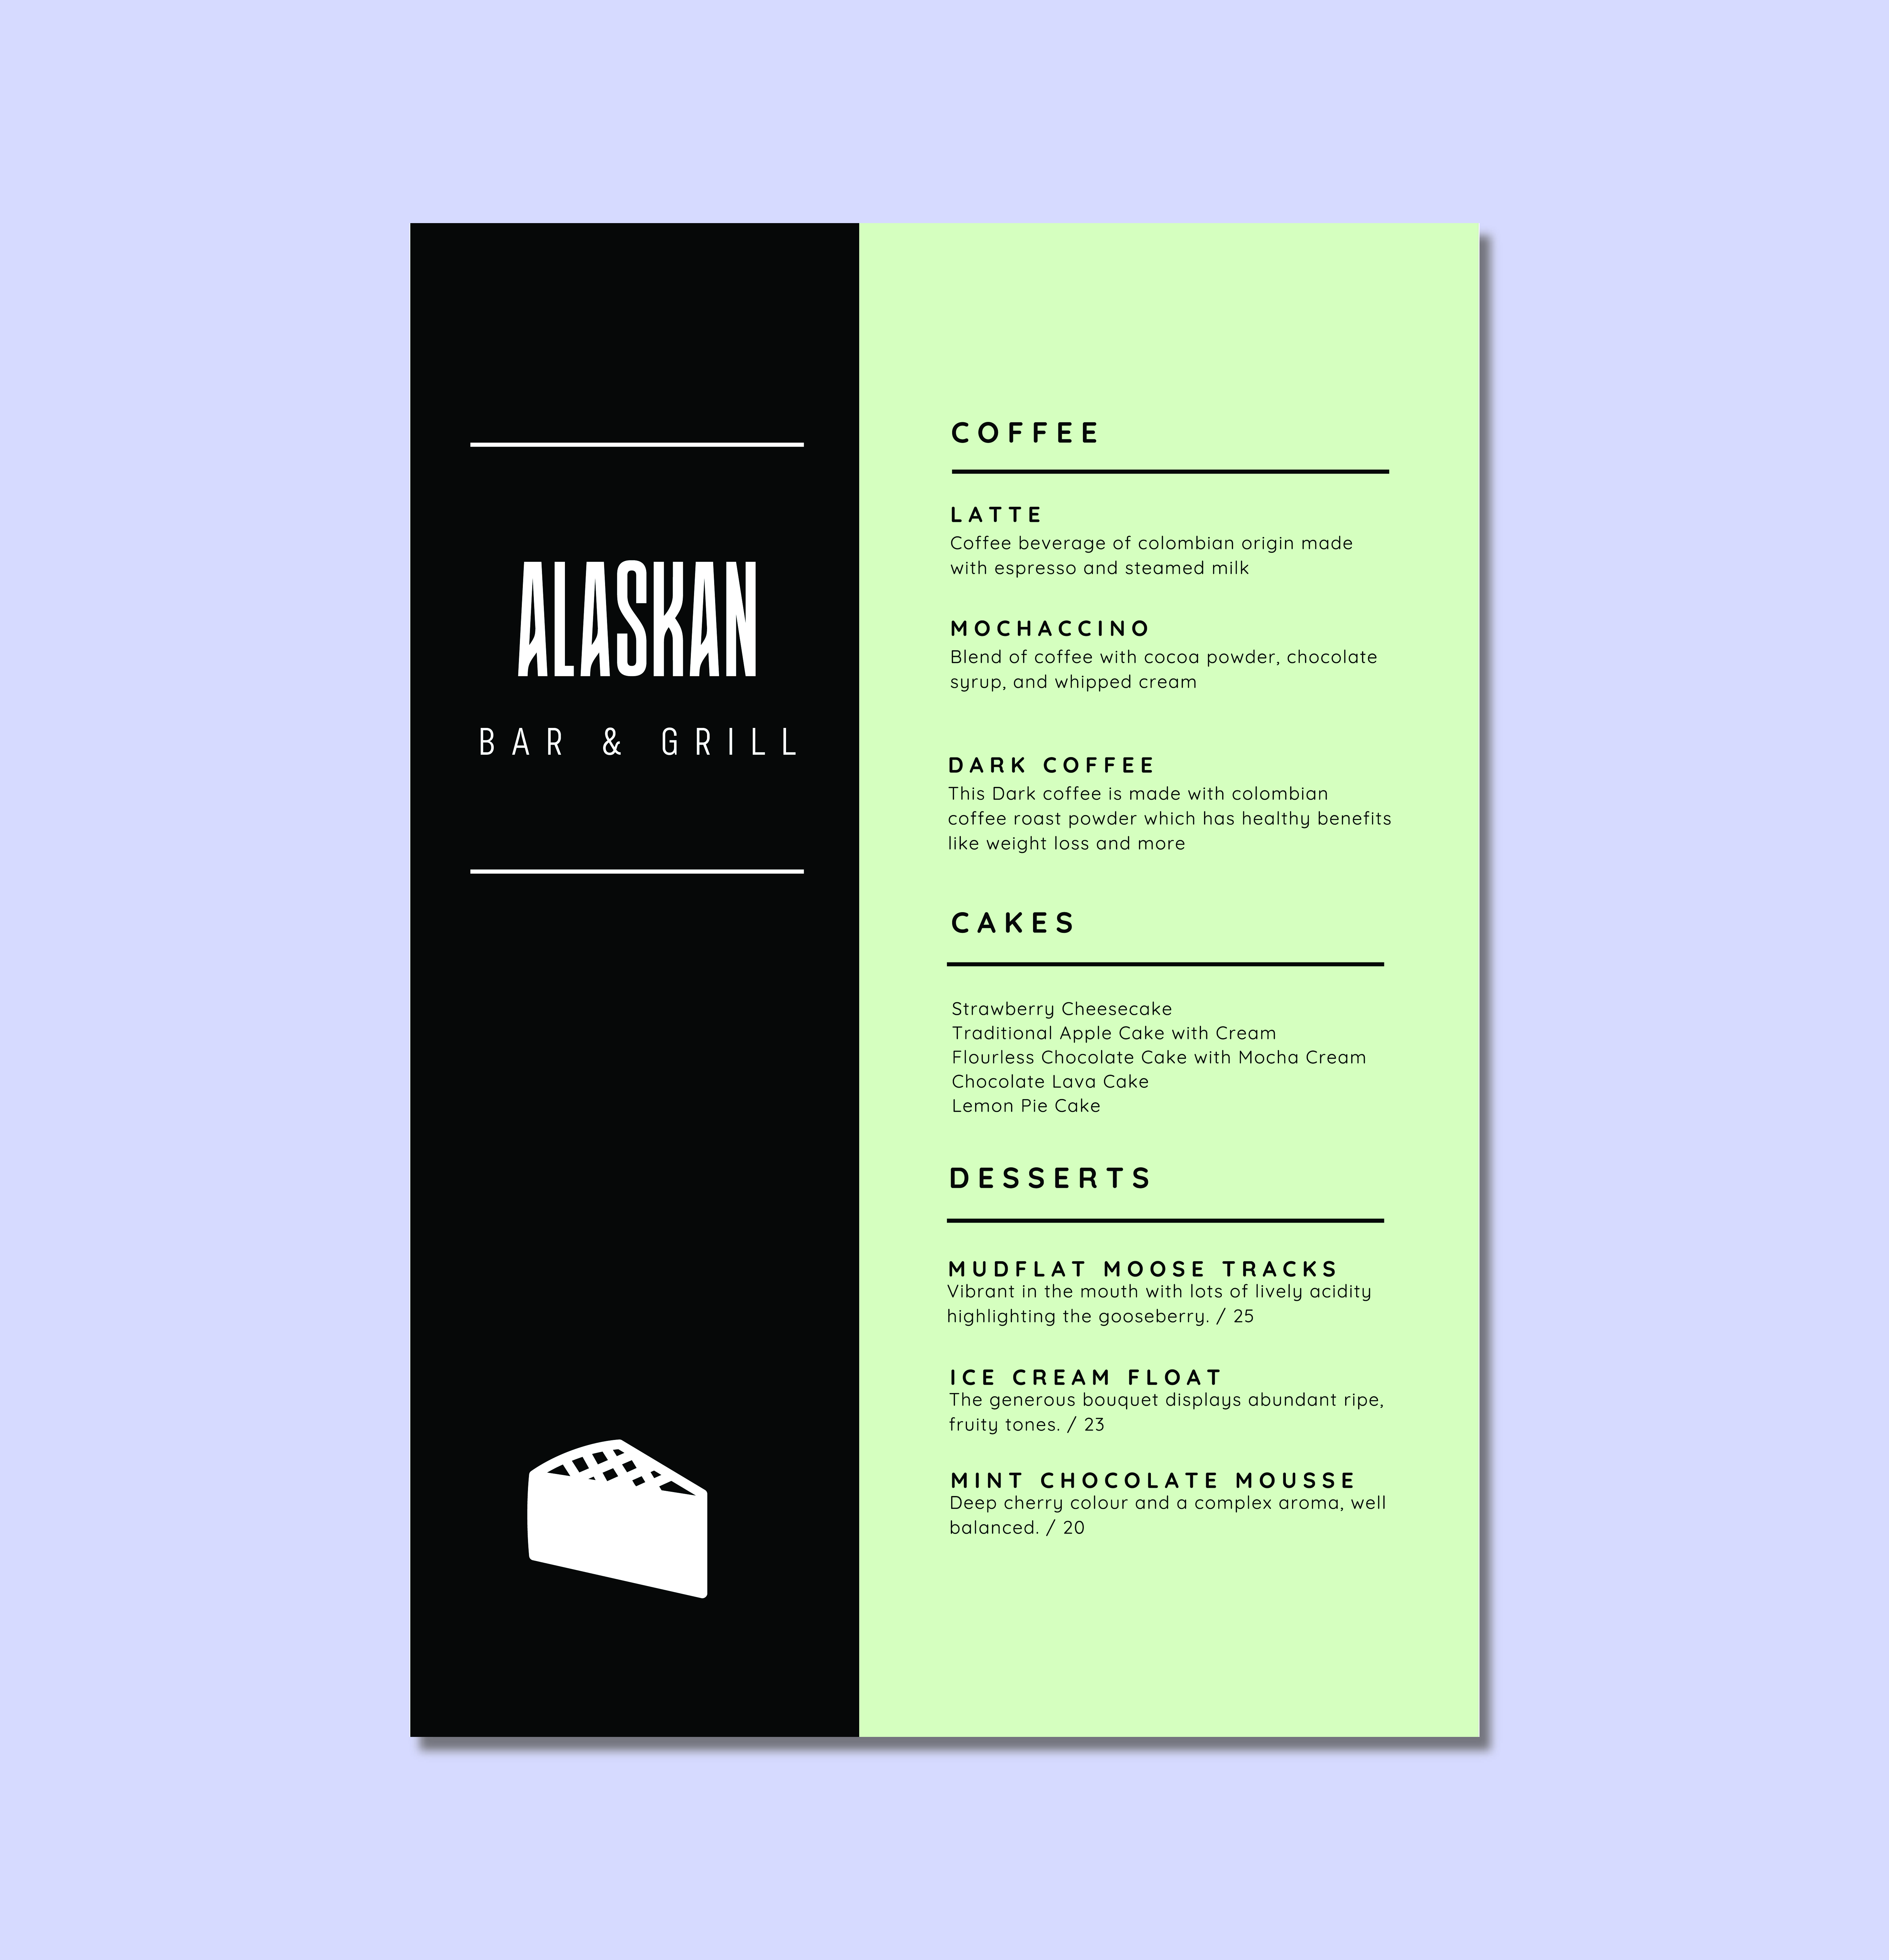 ALASKAN
BAR & GRILL
COFFEE
LATTE
Coffee beverage of colombian origin made
with espresso and steamed milk
MOCHACCINO
Blend of coffee with cocoa powder, chocolate
syrup, and whipped cream
DARK COFFEE
This Dark coffee is made with colombian
coffee roast powder which has healthy benefits
like weight loss and more
CAKES
Strawberry Cheesecake
Traditional Apple Cake with Cream
Flourless Chocolate Cake with Mocha Cream
Chocolate Lava Cake
Lemon Pie Cake
DESSERTS
MUDFLAT MOOSE TRACKS
Vibrant in the mouth with lots of lively acidity
highlighting the gooseberry. / 25
ICE CREAM FLOAT
The generous bouquet displays abundant ripe,
fruity tones. / 23
MINT CHOCOLATE MOUSSE
Deep cherry colour and a complex aroma, well
balanced. / 20